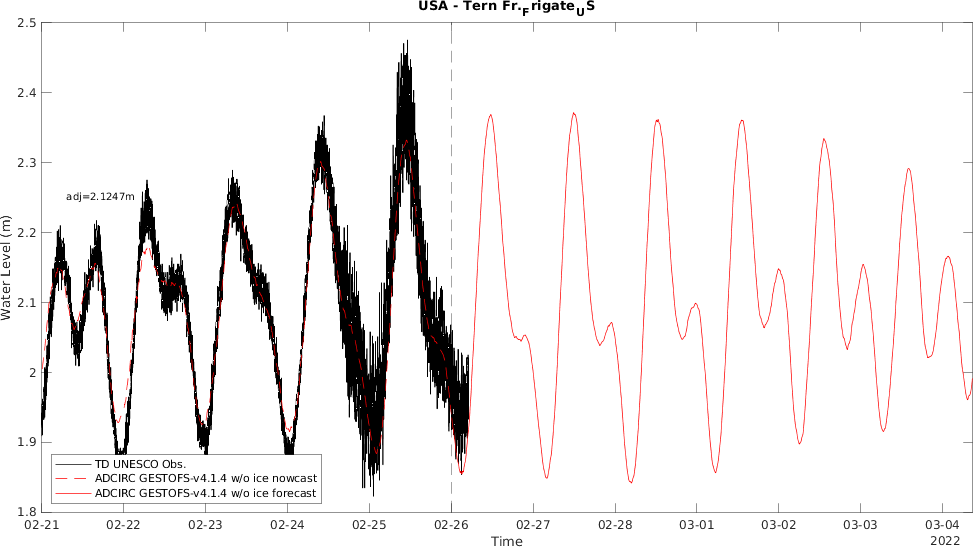 USA - Tern Fr.FrigateUS
2.5
2.4
2.3
adj=2.1247m
2.2
Water Level (m)
2.1
2
1.9
TD UNESCO Obs.
ADCIRC GESTOFS-v4.1.4 w/o ice nowcast
ADCIRC GESTOFS-v4.1.4 w/o ice forecast
1.8
02-21 02-22 02-23 02-24 02-25 02-26 02-27 02-28 03-01 03-02 03-03 03-04
Time 2022